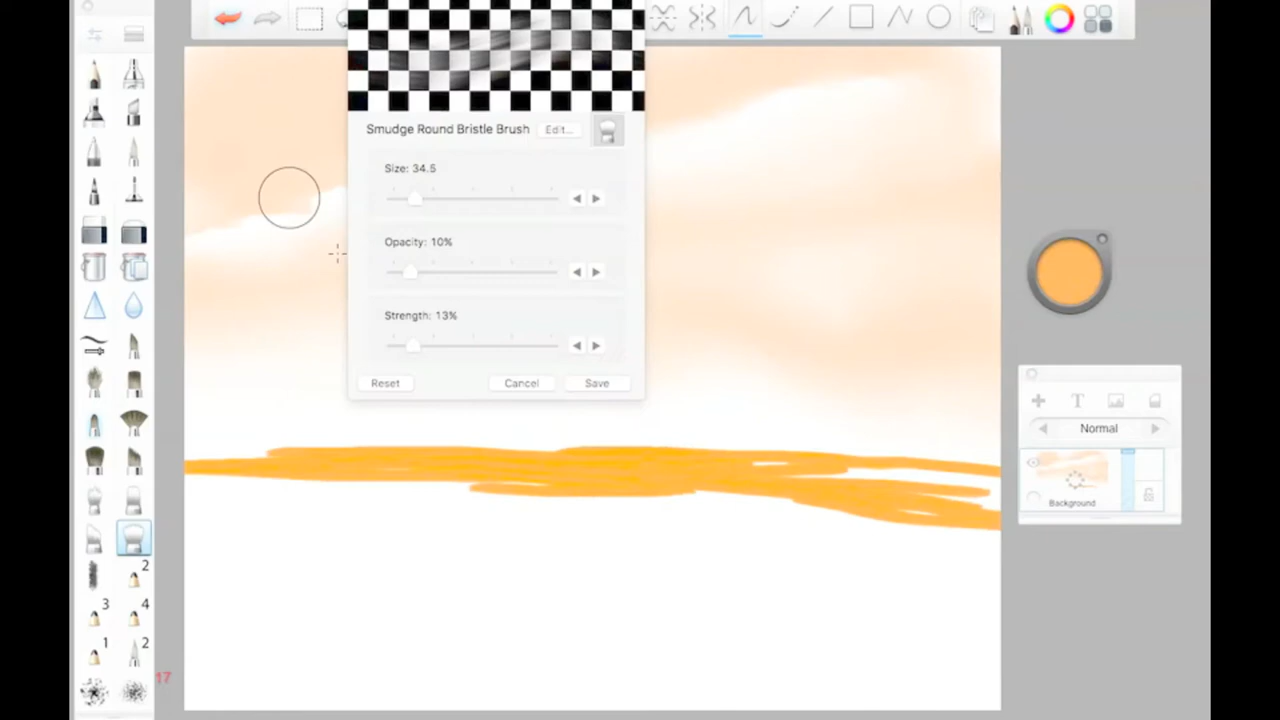 Smudge Round Bristle Brush Edit...
Size: 34.5
Opacity: 10%
Strength: 13%
Reset Cancel Save
T
Normal
Background
2
3 4
1 2
17